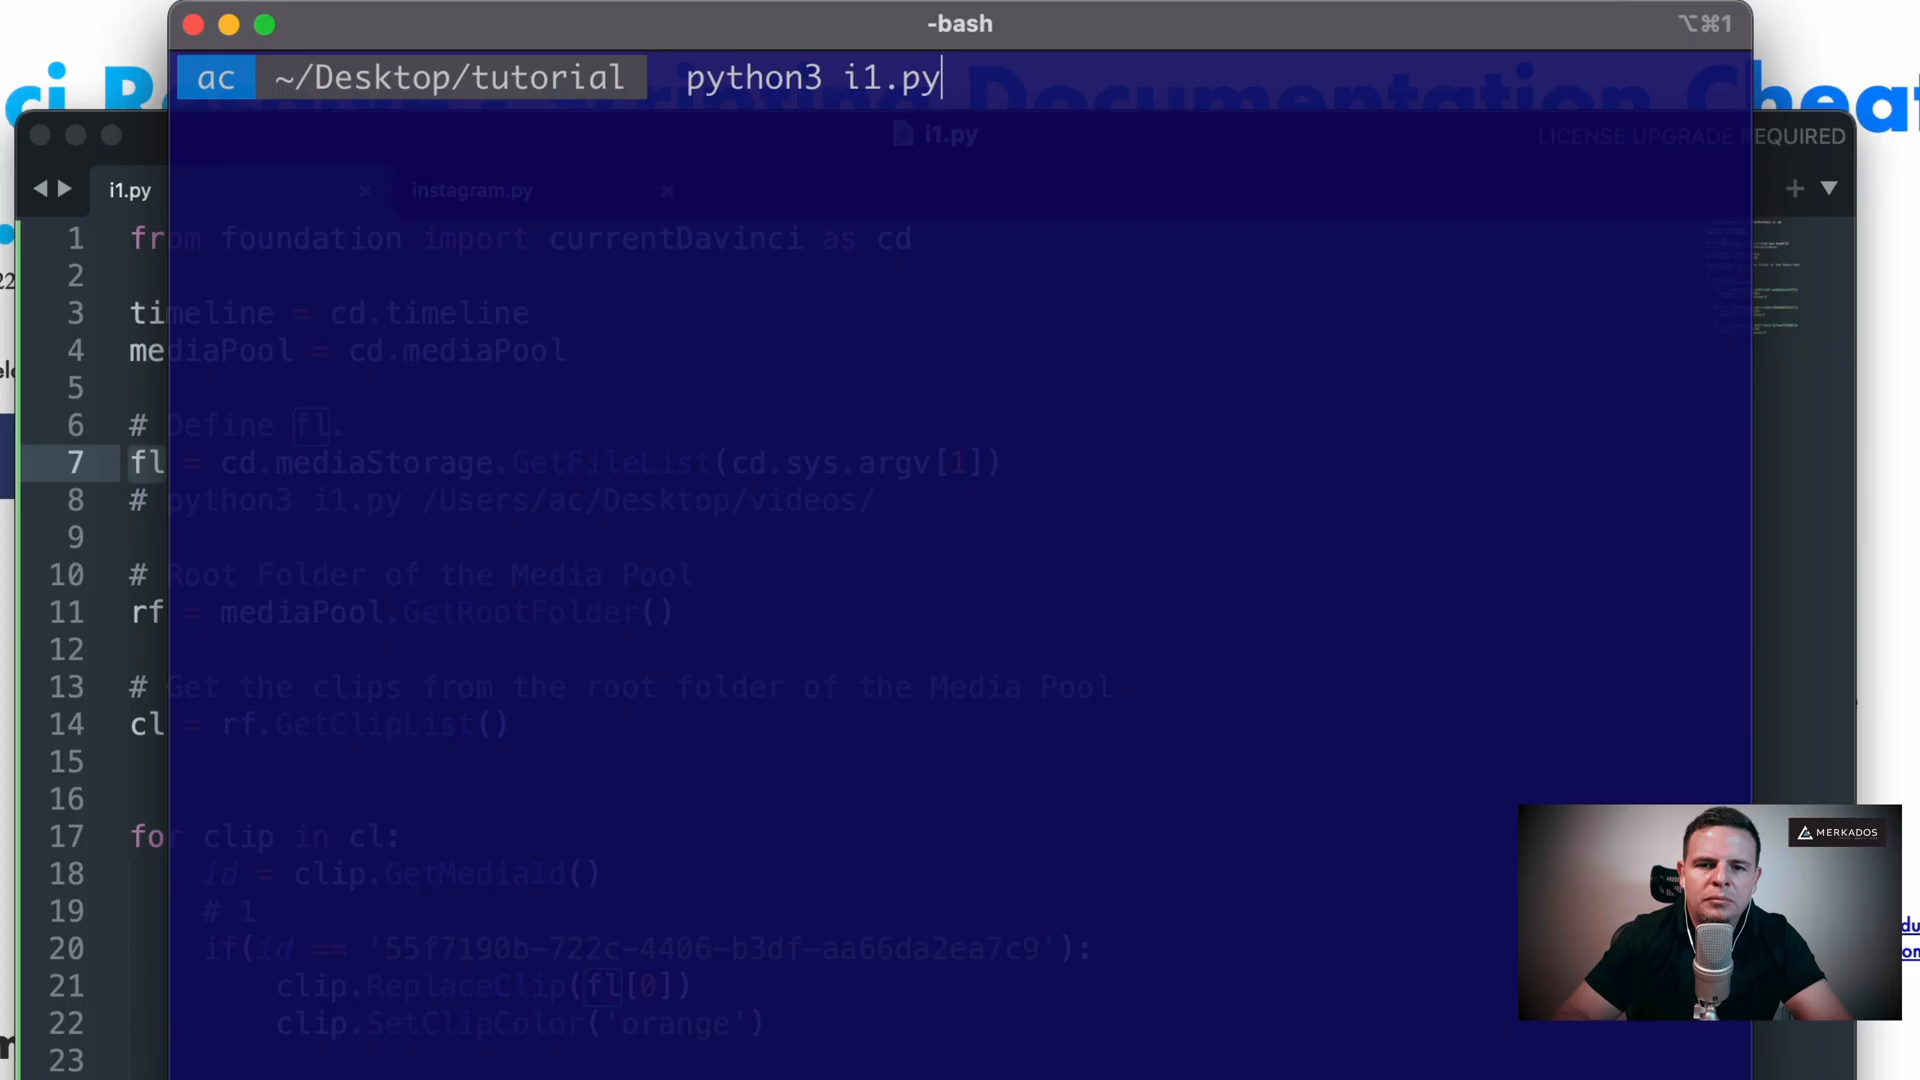 -bash
⌥⌘1
ac ~/Desktop/tutorial python3 i1.py
i1.py
LICENSE UPGRADE REQUIRED
i1.py
instagram.py
1 from foundation import currentDavinci as cd
2
3 timeline = cd.timeline
4 mediaPool = cd.mediaPool
5
6 # Define fl.
7 fl = cd.mediaStorage.GetFileList(cd.sys.argv[1])
8 # python3 i1.py /Users/ac/Desktop/videos/
9
10 # Root Folder of the Media Pool
11 rf = mediaPool.GetRootFolder()
12
13 # Get the clips from the root folder of the Media Pool
14 cl = rf.GetClipList()
15
16
17 for clip in cl:
18 id = clip.GetMediaId()
19 # 1
20 if(id == '55f7190b-722c-4406-b3df-aa66da2ea7c9'):
21 clip.ReplaceClip(fl[0])
22 clip.SetClipColor('orange')
23
MERKADOS